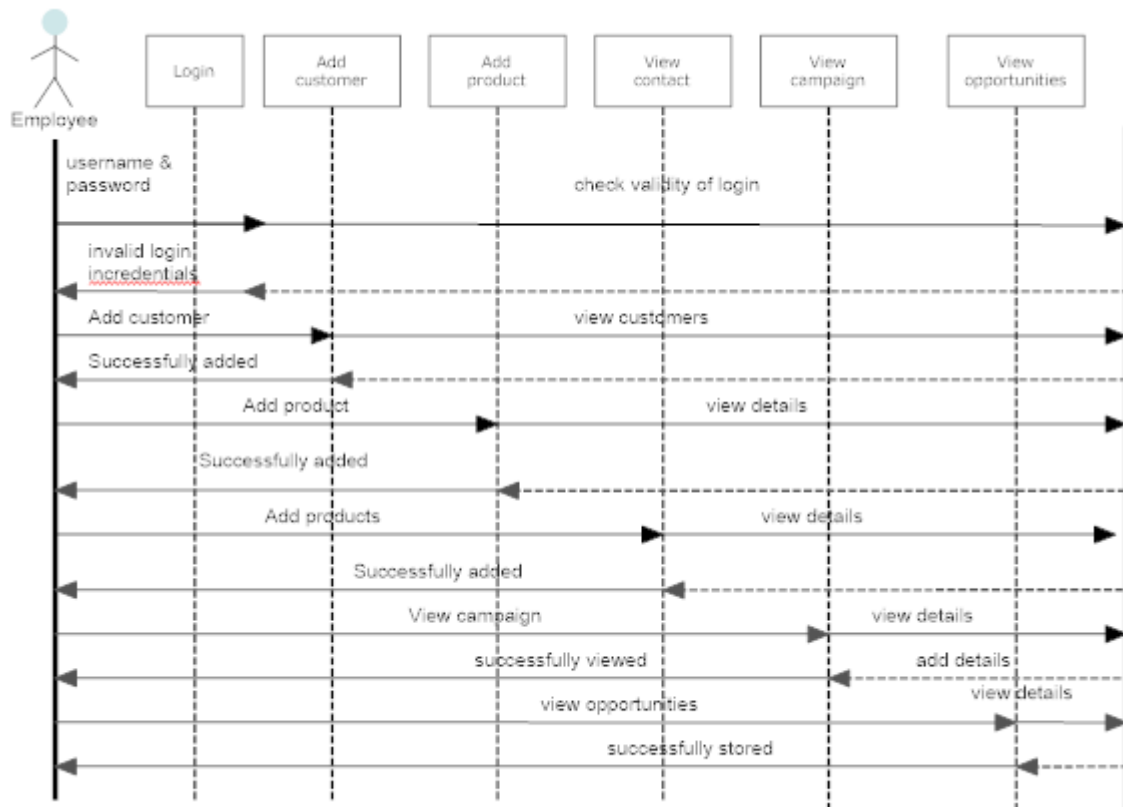 Login
Add
customer
Add
product
View
contact
View
campaign
View
opportunities
Employee
username &
password
check validity of login
invalid login
incredentials
Add customer
view customers
Successfully added
Add product
view details
Successfully added
Add products
view details
Successfully added
View campaign
view details
successfully viewed
add details
view details
view opportunities
successfully stored